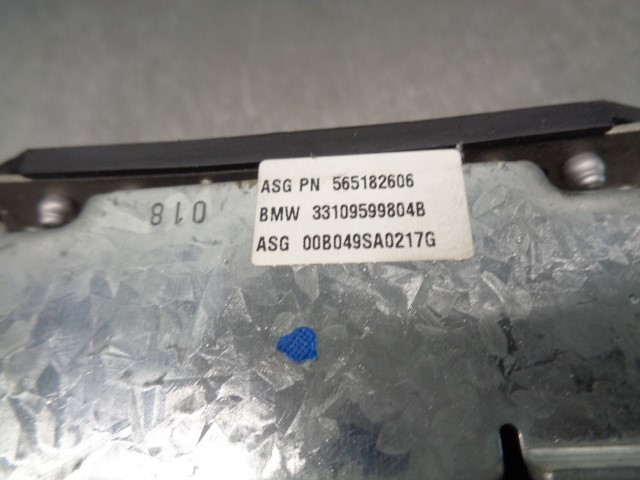 ASG PN 565182606
BMW 33109599804B
ASG 00B049SA0217G
018